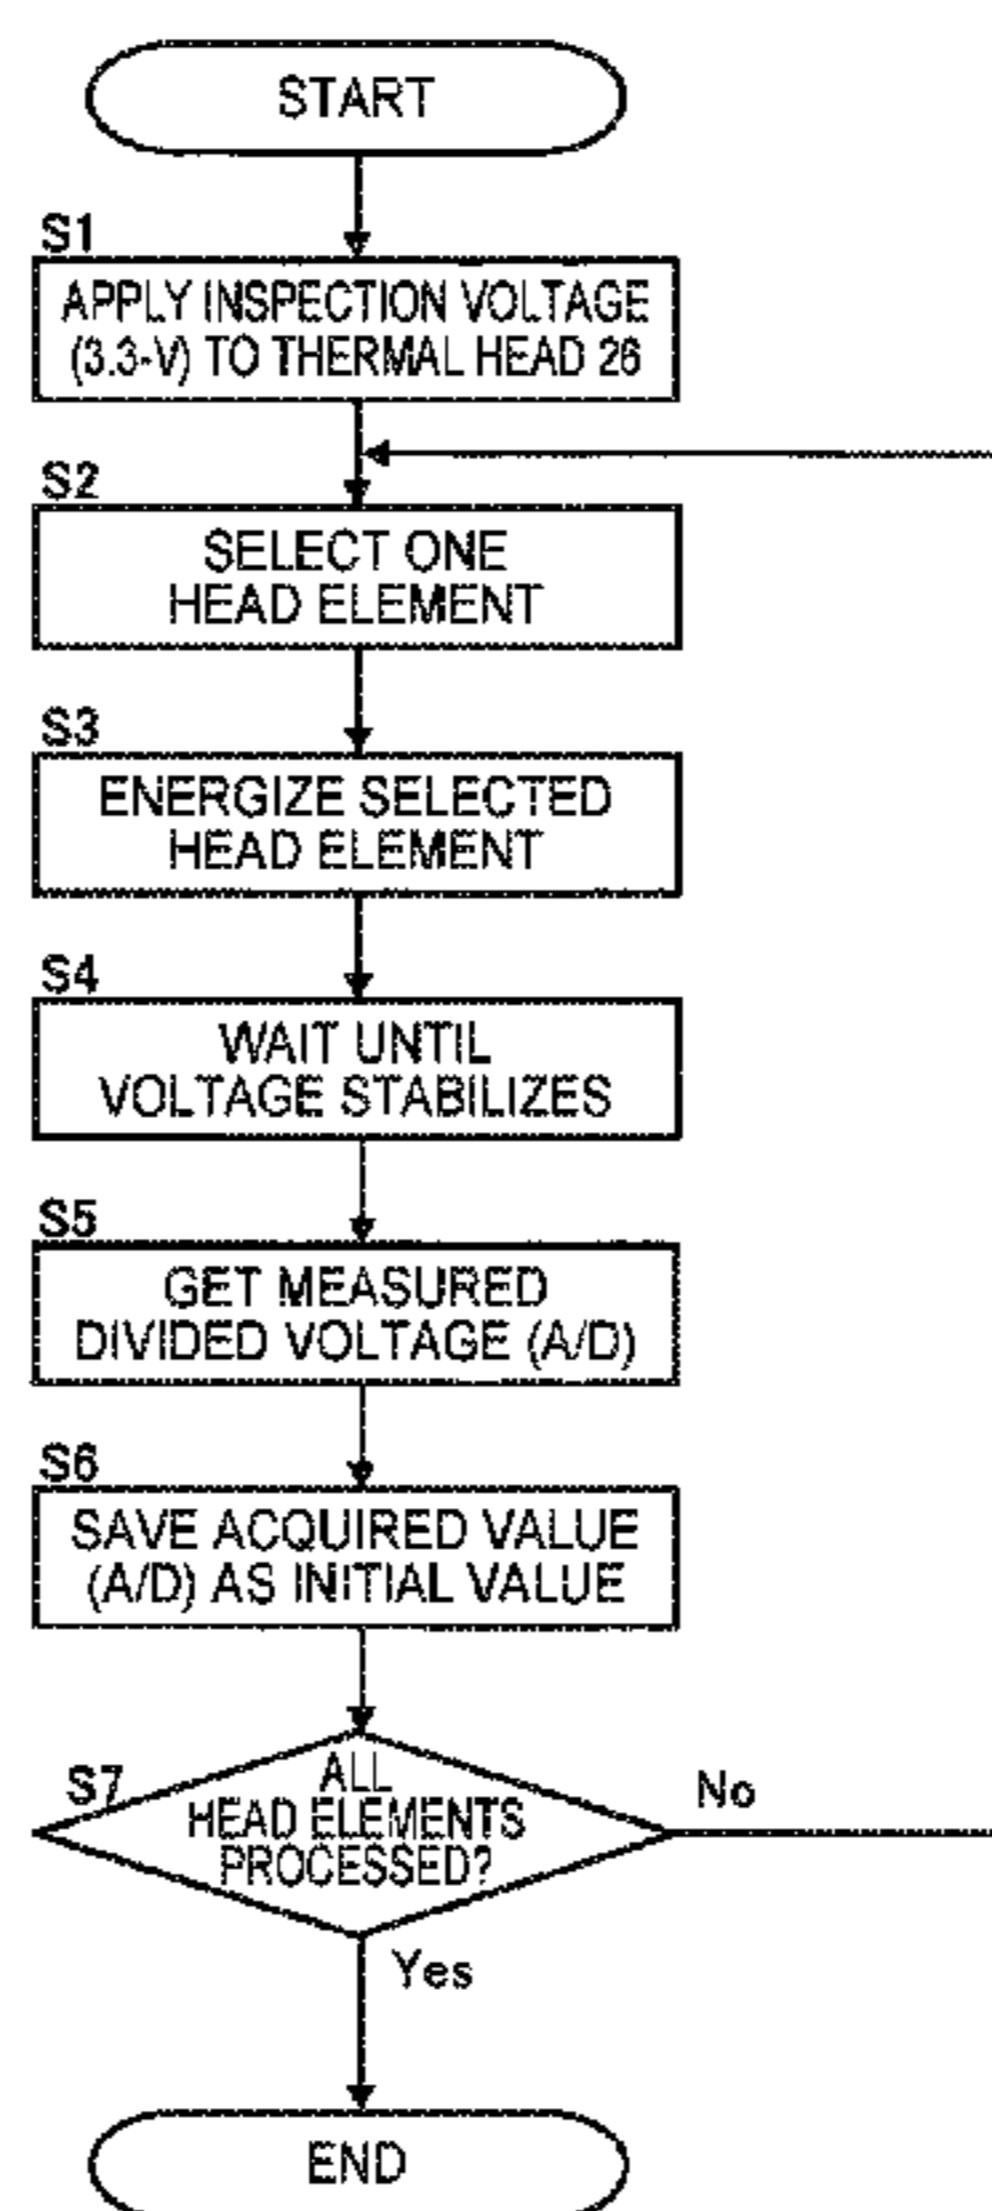 START
S1
APPLY INSPECTION VOLTAGE
(3.3-V) TO THERMAL HEAD 26
S2
SELECT ONE
HEAD ELEMENT
S3
ENERGIZE SELECTED
HEAD ELEMENT
S4
WAIT UNTIL
VOLTAGE STABILIZES
S5
GET MEASURED
DIVIDED VOLTAGE (A/D)
S6
SAVE ACQUIRED VALUE
(A/D) AS INITIAL VALUE
S7
ALL
HEAD ELEMENTS
PROCESSED?
No
Yes
END